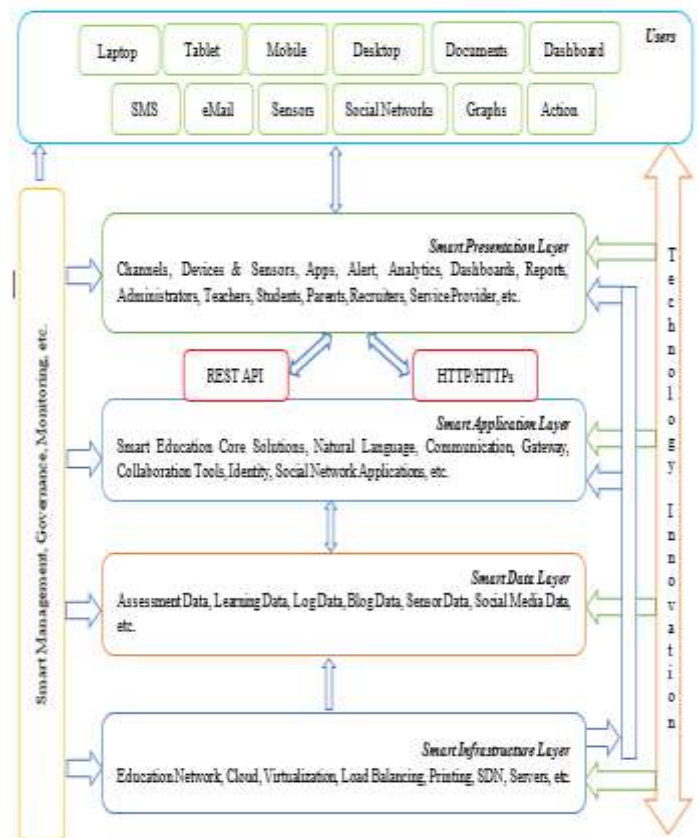 Users
Laptop
Tablet
Mobile
Desktop
Documents
Dashboard
SMS
eMail
Sensors
Social Networks
Graphs
Action
Smart Management, Governance, Monitoring, etc.
Smart Presentation Layer
Channels, Devices & Sensors, Apps, Alert, Analytics, Dashboards, Reports,
Administrators, Teachers, Students, Parents, Recruiters, Service Provider, etc.
REST API
HTTP/HTTPs
Smart Application Layer
Smart Education Core Solutions, Natural Language, Communication, Gateway,
Collaboration Tools, Identity, Social Network Applications, etc.
Smart Data Layer
Assessment Data, Learning Data, Log Data, Blog Data, Sensor Data, Social Media Data,
etc.
Smart Infrastructure Layer
Education Network, Cloud, Virtualization, Load Balancing, Printing, SDN, Servers, etc
Technology Innovation